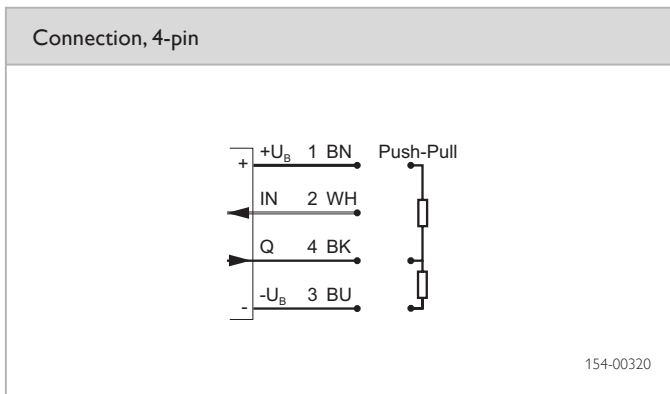 Connection, 4-pin
+U_B 1 BN Push-Pull
+
IN 2 WH
Q 4 BK
-U_B 3 BU
-
154-00320